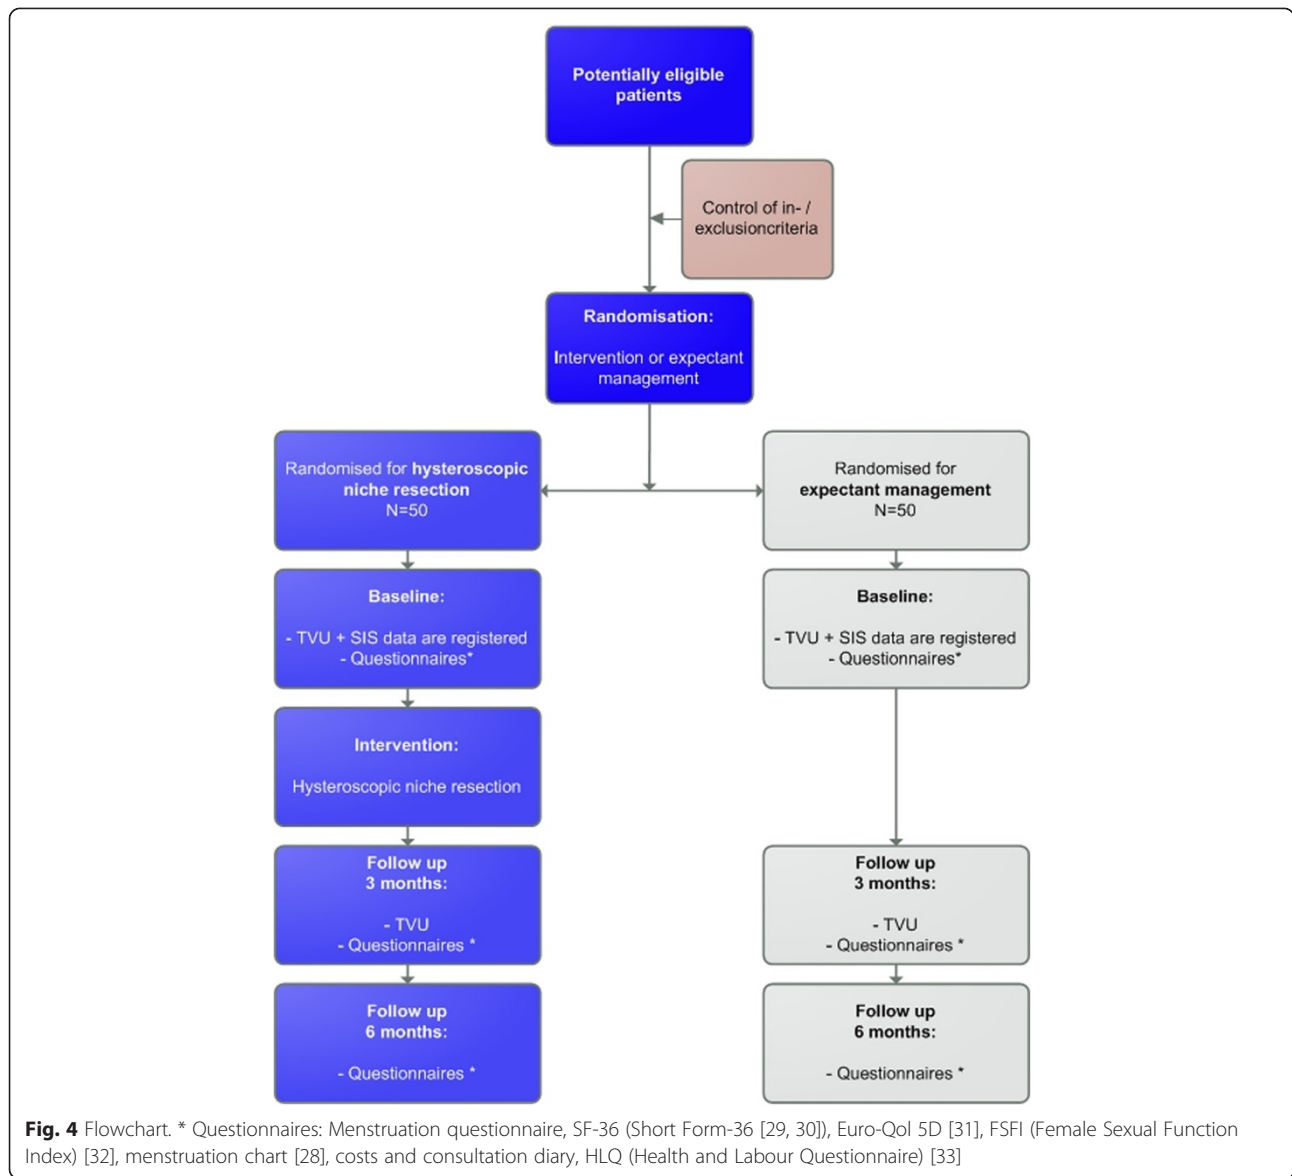 Potentially eligible
patients
Control of in- /
exclusioncriteria
Randomisation:
Intervention or expectant
management
Randomised for hysteroscopic
niche resection
N=50
Randomised for
expectant management
N=50
Baseline:
- TVU + SIS data are registered
- Questionnaires*
Baseline:
- TVU + SIS data are registered
- Questionnaires*
Intervention:
Hysteroscopic niche resection
Follow up
3 months:
- TVU
- Questionnaires *
Follow up
3 months:
- TVU
- Questionnaires *
Follow up
6 months:
- Questionnaires *
Follow up
6 months:
- Questionnaires *
Fig. 4 Flowchart. * Questionnaires: Menstruation questionnaire, SF-36 (Short Form-36 [29, 30]), Euro-Qol 5D [31], FSFI (Female Sexual Function
Index) [32], menstruation chart [28], costs and consultation diary, HLQ (Health and Labour Questionnaire) [33]